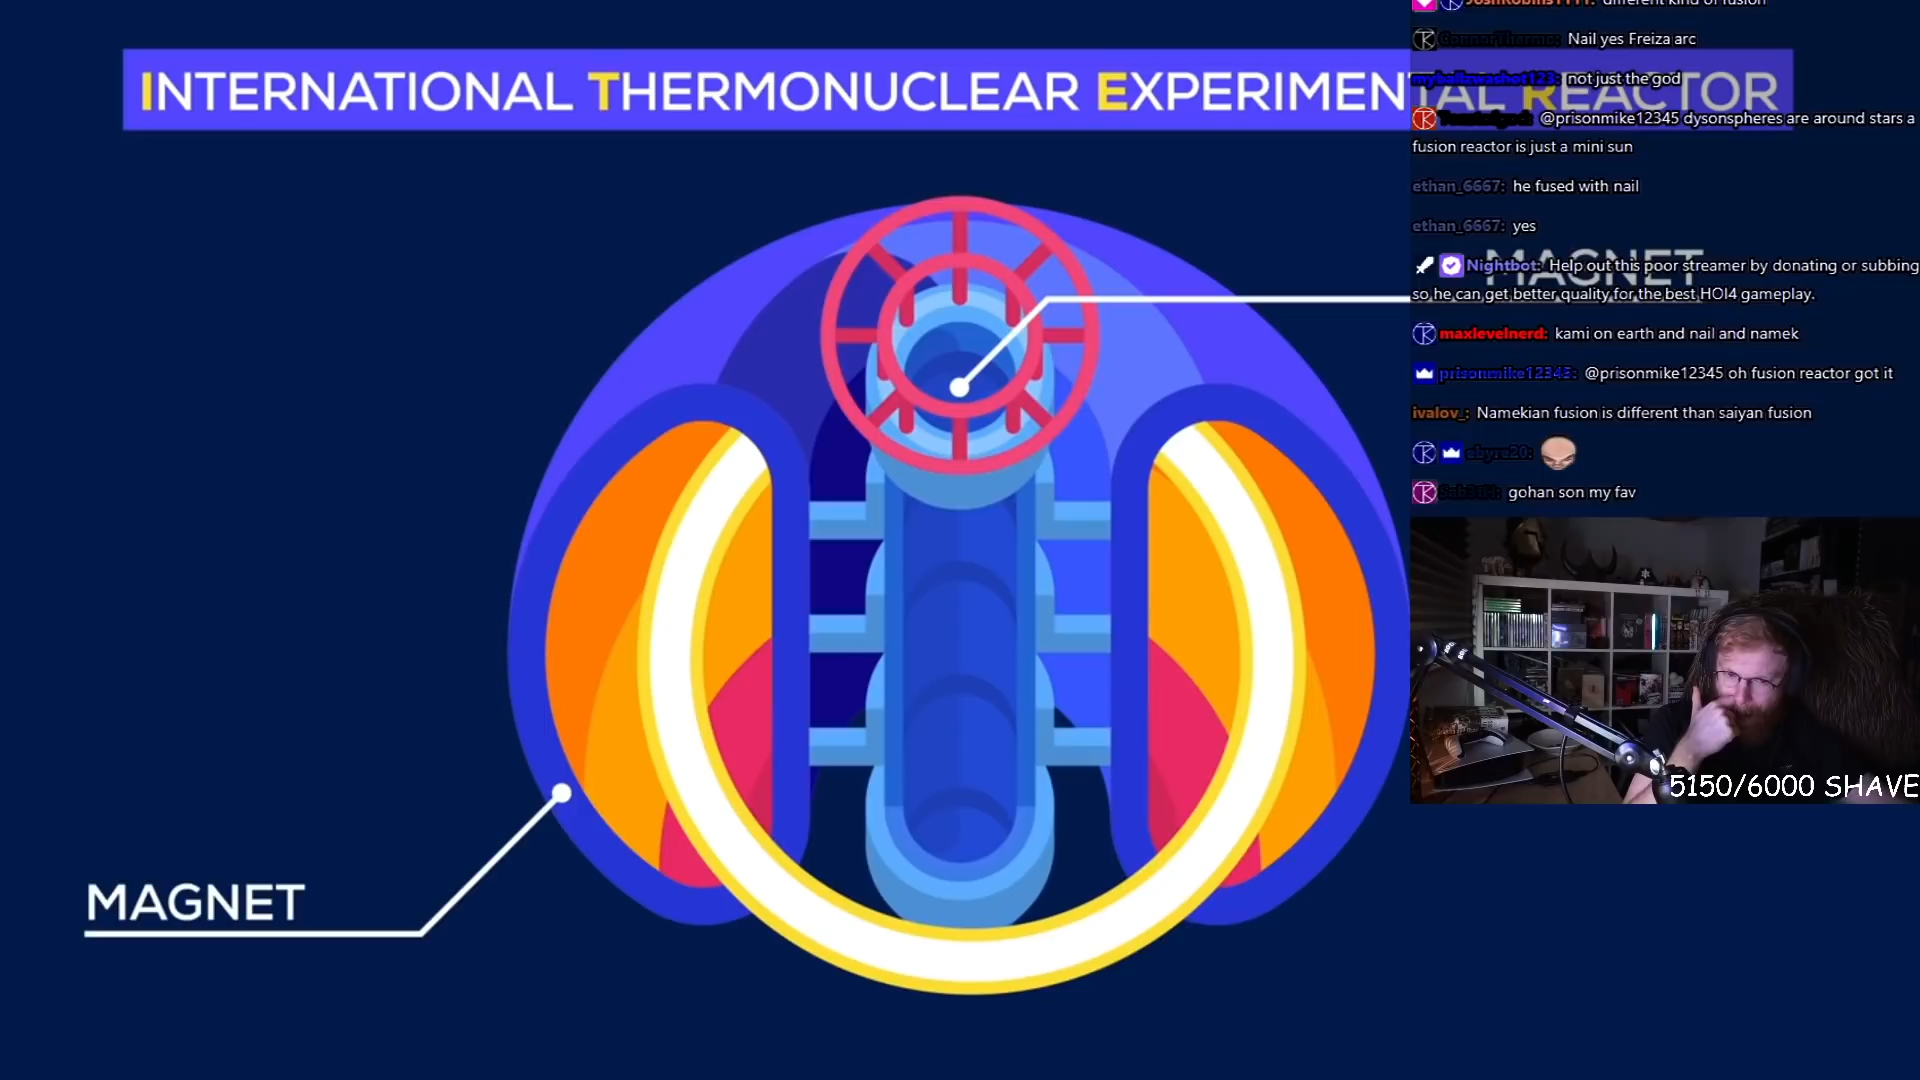 different kind of fusion
Nail yes Freiza arc
INTERNATIONAL THERMONUCLEAR EXPERIMENTAL REACTOR
not just the god
@prisonmike12345 dysonspheres are around stars a
fusion reactor is just a mini sun
ethan_6667: he fused with nail
ethan_6667: yes
MAGNET
Nightbot: Help out this poor streamer by donating or subbing
so he can get better quality for the best HOI4 gameplay.
maxlevelnerd: kami on earth and nail and namek
prisonmike12345: @prisonmike12345 oh fusion reactor got it
ivalov_: Namekian fusion is different than saiyan fusion
ebyre20:
gohan son my fav
5150/6000 SHAVE
MAGNET